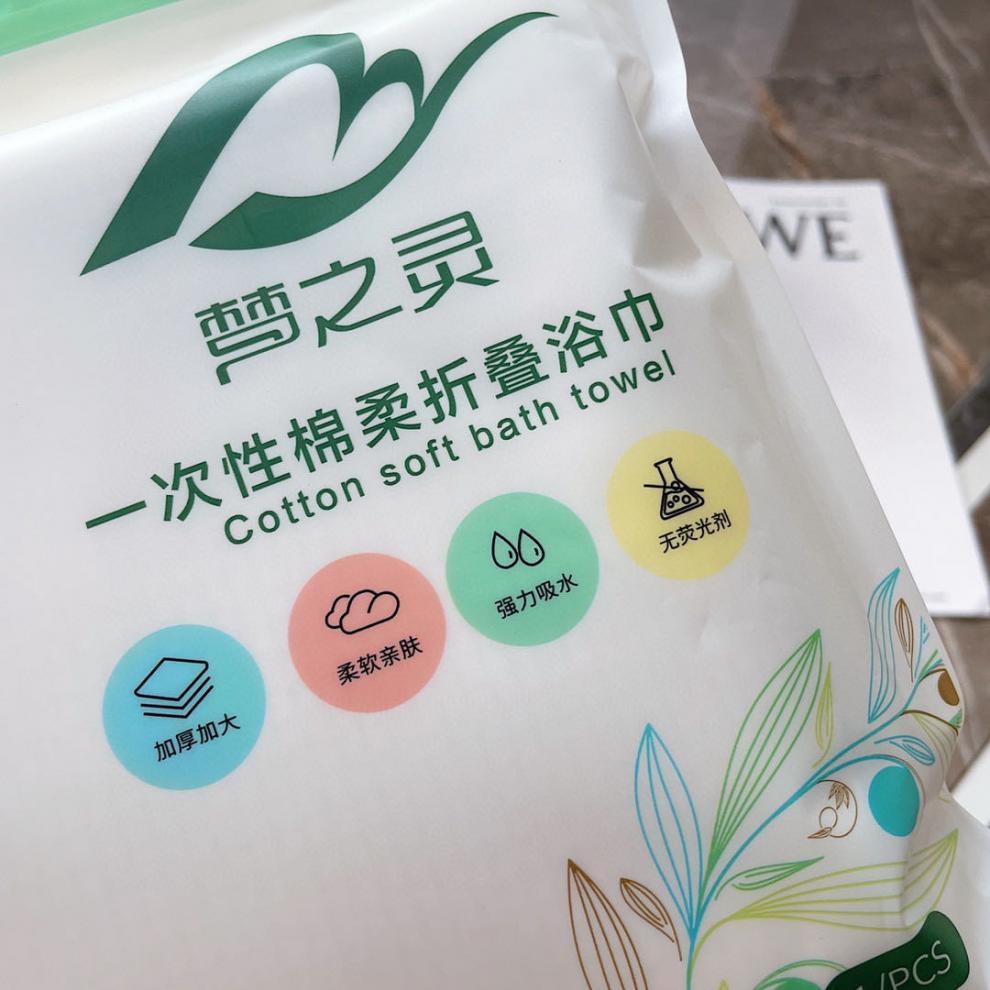 梦之灵
一次性棉柔折叠浴巾
Cotton soft bath towel
加厚加大
柔软亲肤
强力吸水
无荧光剂
WE
/PCS